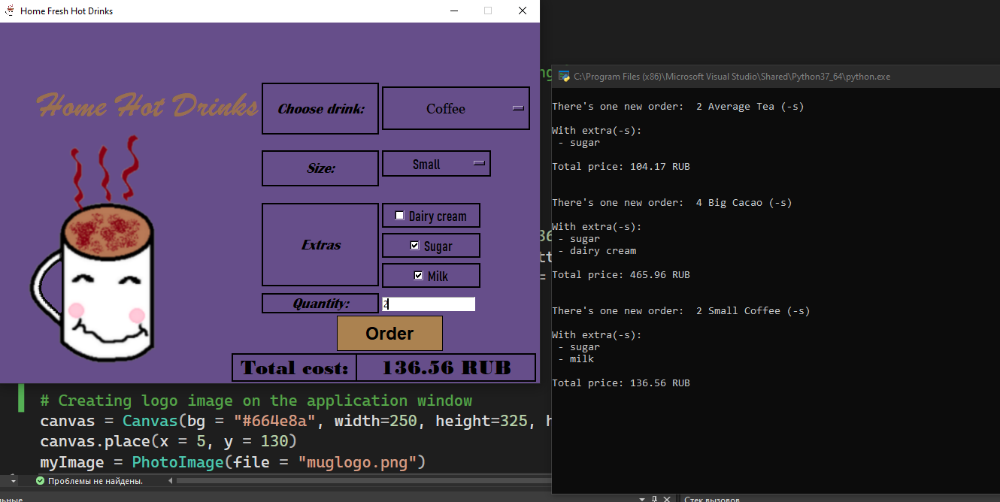 Home Fresh Hot Drinks
Home Hot Drinks
Choose drink:
Coffee
Size:
Small
Extras
Dairy cream
Sugar
Milk
Quantity:
2
Order
Total cost:
136.56 RUB
# Creating logo image on the application window
canvas = Canvas(bg = "#664e8a", width=250, height=325, h
canvas.place(x = 5, y = 130)
myImage = PhotoImage(file = "muglogo.png")
Проблемы не найдены.
C:\Program Files (x86)\Microsoft Visual Studio\Shared\Python37_64\python.exe
There's one new order:  2 Average Tea (-s)
With extra(-s):
- sugar
Total price: 104.17 RUB
There's one new order:  4 Big Cacao (-s)
With extra(-s):
- sugar
- dairy cream
Total price: 465.96 RUB
There's one new order:  2 Small Coffee (-s)
With extra(-s):
- sugar
- milk
Total price: 136.56 RUB
Стек вызовов